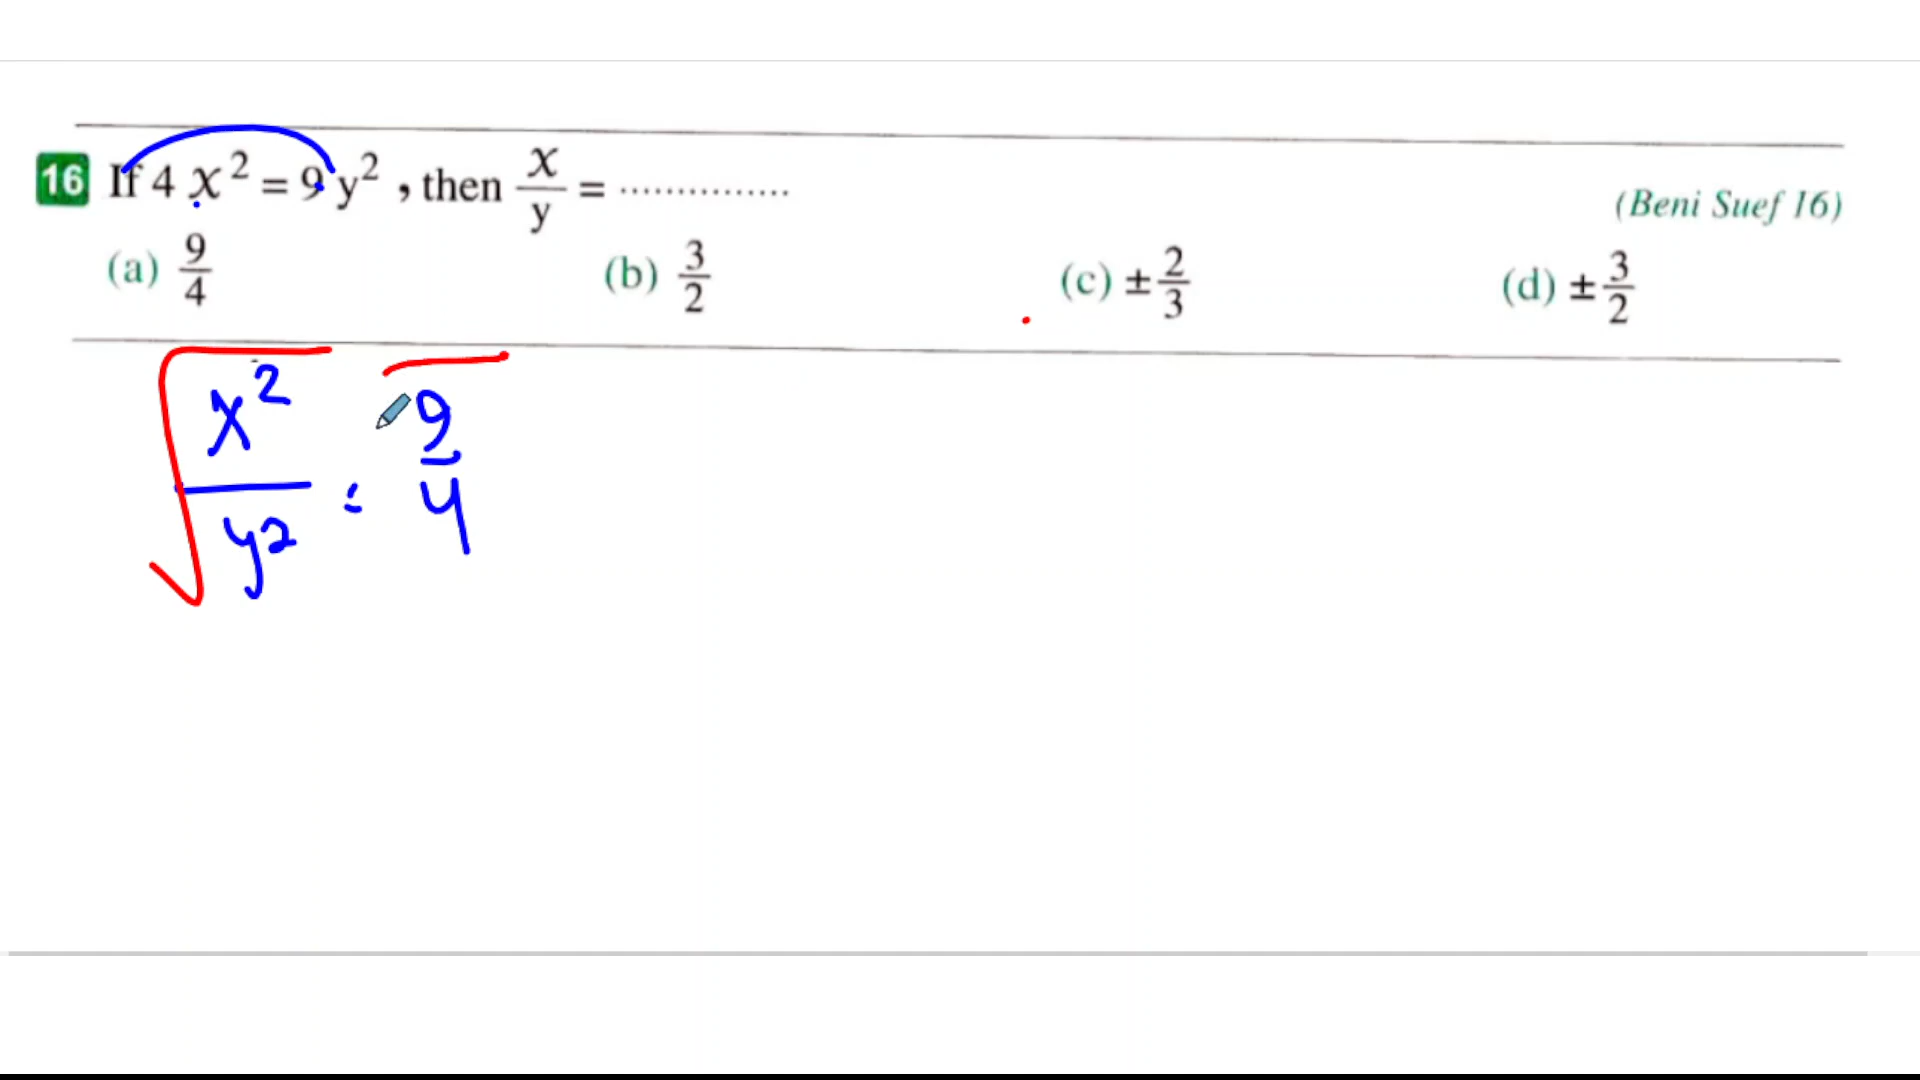 16 If 4 x² = 9 y² , then x/y = ...............
(Beni Suef 16)
(a) 9/4 (b) 3/2 (c) ± 2/3 (d) ± 3/2
√x²/y² = 9/4